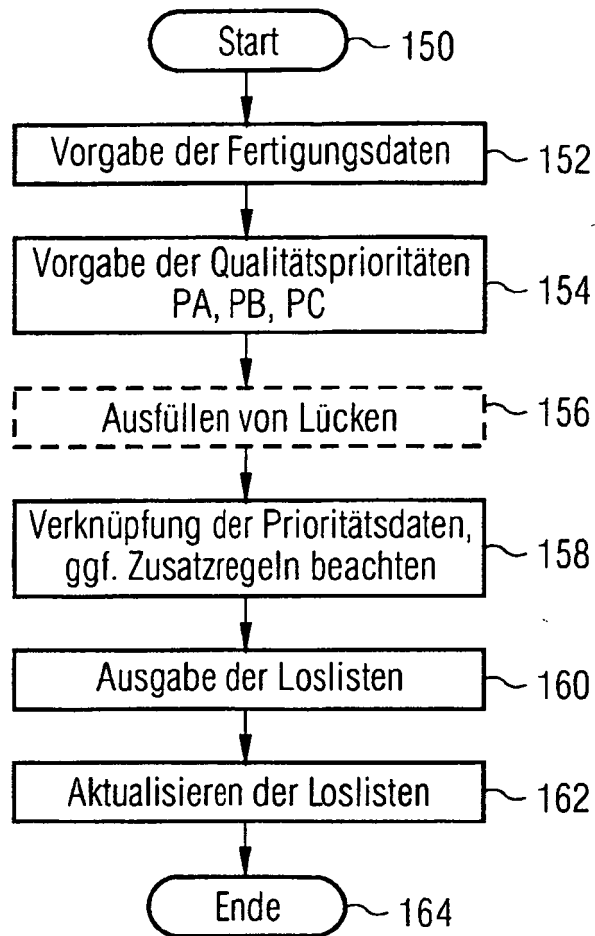 Start
150
Vorgabe der Fertigungsdaten
152
Vorgabe der Qualitätsprioritäten
PA, PB, PC
154
Ausfüllen von Lücken
156
Verknüpfung der Prioritätsdaten,
ggf. Zusatzregeln beachten
158
Ausgabe der Loslisten
160
Aktualisieren der Loslisten
162
Ende
164